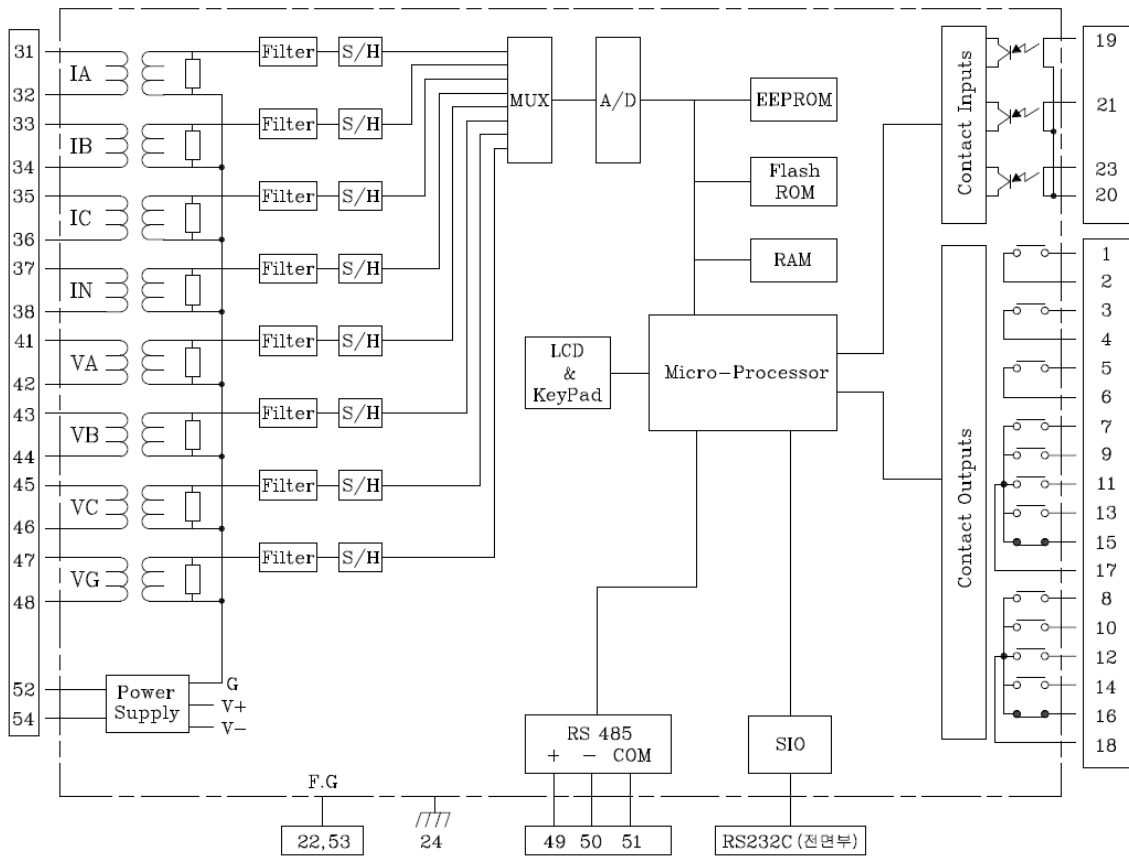 31
IA
32
33
IB
34
35
IC
36
37
IN
38
41
VA
42
43
VB
44
45
VC
46
47
VG
48
52
54
Power
Supply
G
V+
V-
Filter S/H
Filter S/H
Filter S/H
Filter S/H
Filter S/H
Filter S/H
Filter S/H
Filter S/H
MUX
A/D
EEPROM
Flash
ROM
RAM
LCD
&
KeyPad
Micro-Processor
Contact Inputs
19
21
23
20
Contact Outputs
1
2
3
4
5
6
7
9
11
13
15
17
8
10
12
14
16
18
RS 485
+ - COM
SIO
F.G
22,53
24
49 50 51
RS232C (전면부)